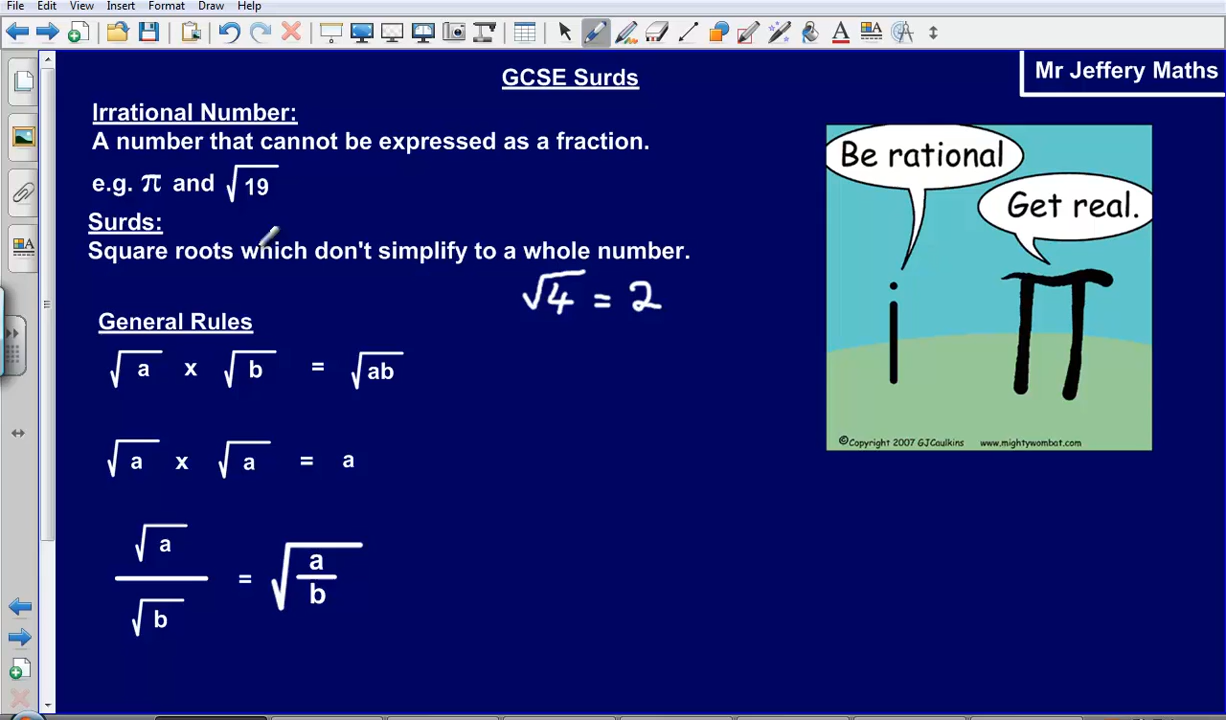 File Edit View Insert Format Draw Help
GCSE Surds
Mr Jeffery Maths
Irrational Number:
A number that cannot be expressed as a fraction.
e.g. π and √19
Surds:
Square roots which don't simplify to a whole number.
√4 = 2
General Rules
√a x √b = √ab
√a x √a = a
√a
√b
= √a
b
Be rational
Get real.
i π
©Copyright 2007 GJCaulkins www.mightywombat.com